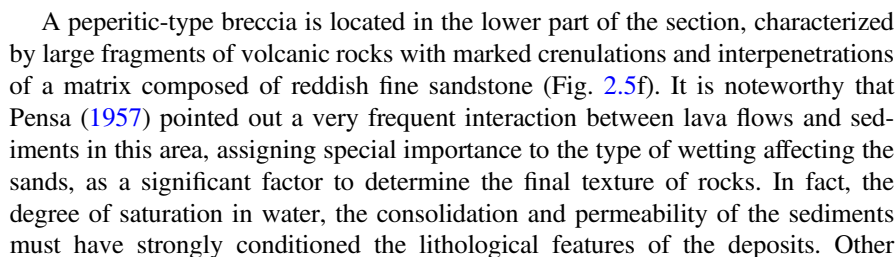 A peperitic-type breccia is located in the lower part of the section, characterized
by large fragments of volcanic rocks with marked crenulations and interpenetrations
of a matrix composed of reddish fine sandstone (Fig. 2.5f). It is noteworthy that
Pensa (1957) pointed out a very frequent interaction between lava flows and sed-
iments in this area, assigning special importance to the type of wetting affecting the
sands, as a significant factor to determine the final texture of rocks. In fact, the
degree of saturation in water, the consolidation and permeability of the sediments
must have strongly conditioned the lithological features of the deposits. Other